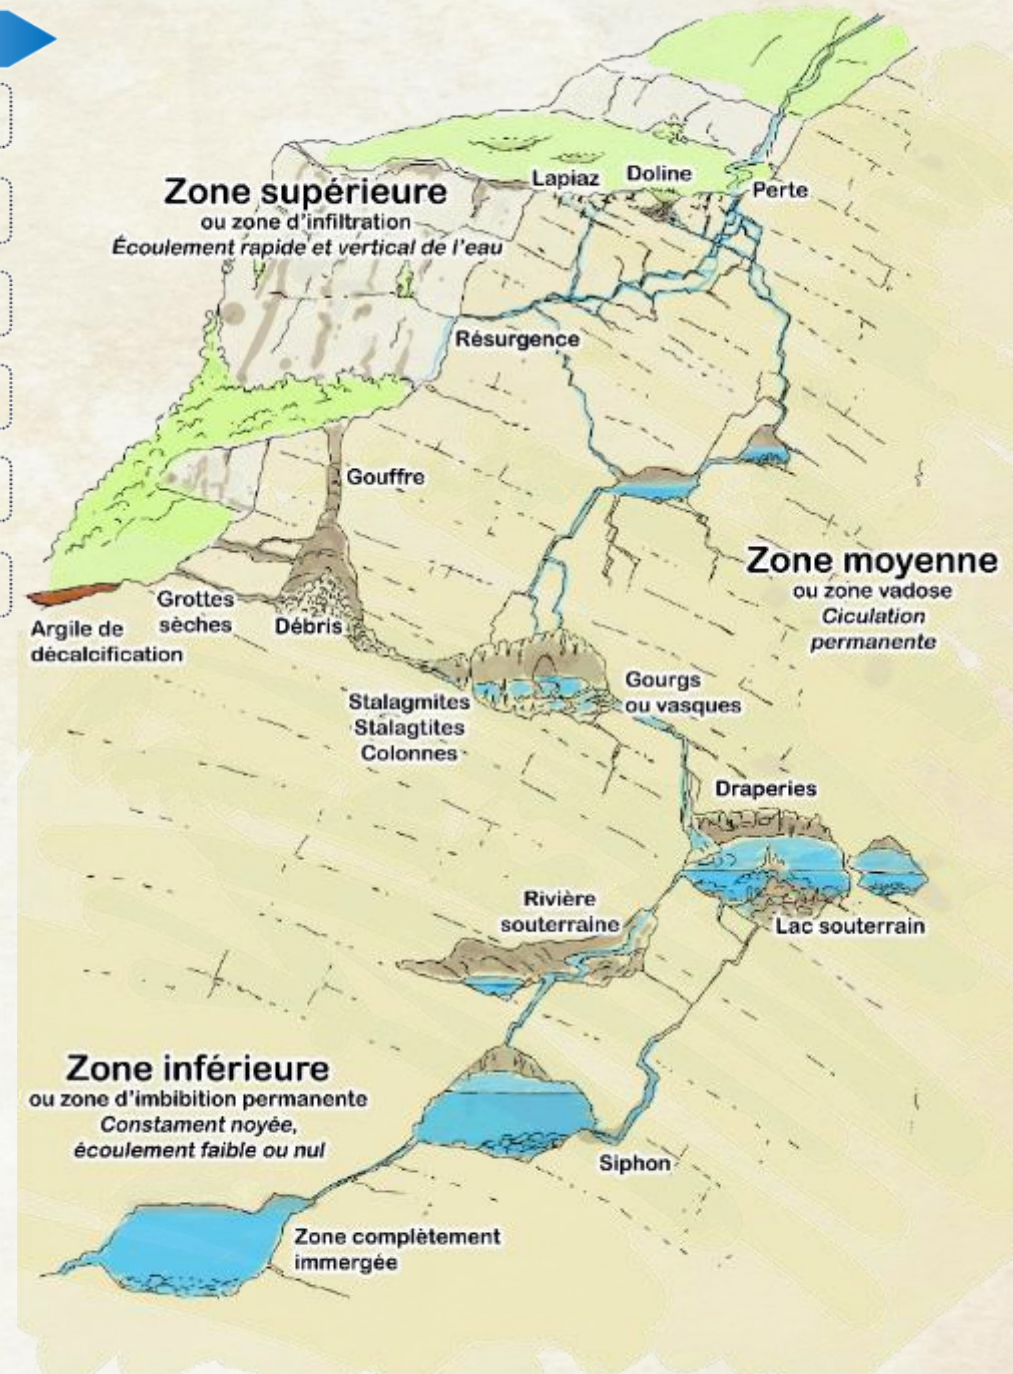 Lapiaz
Doline
Perte
Zone supérieure
ou zone d'infiltration
Écoulement rapide et vertical de l'eau
Résurgence
Gouffre
Zone moyenne
ou zone vadose
Ciculation
permanente
Grottes
sèches
Débris
Argile de
décalcification
Stalagmites
Stalagtites
Colonnes
Gourgs
ou vasques
Draperies
Rivière
souterraine
Lac souterrain
Zone inférieure
ou zone d'imbibition permanente
Constament noyée,
écoulement faible ou nul
Siphon
Zone complètement
immergée